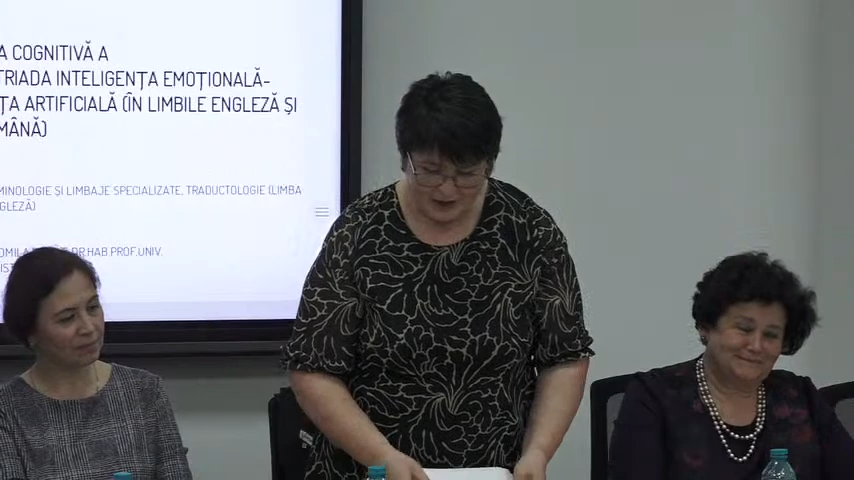 A COGNITIVĂ A
TRIADA INTELIGENȚA EMOȚIONALĂ-
ȚA ARTIFICIALĂ (ÎN LIMBILE ENGLEZĂ ȘI
MÂNĂ)
MINOLOGIE ȘI LIMBAJE SPECIALIZATE, TRADUCTOLOGIE (LIMBA
GLEZĂ)
DR.HAB.PROF.UNIV.